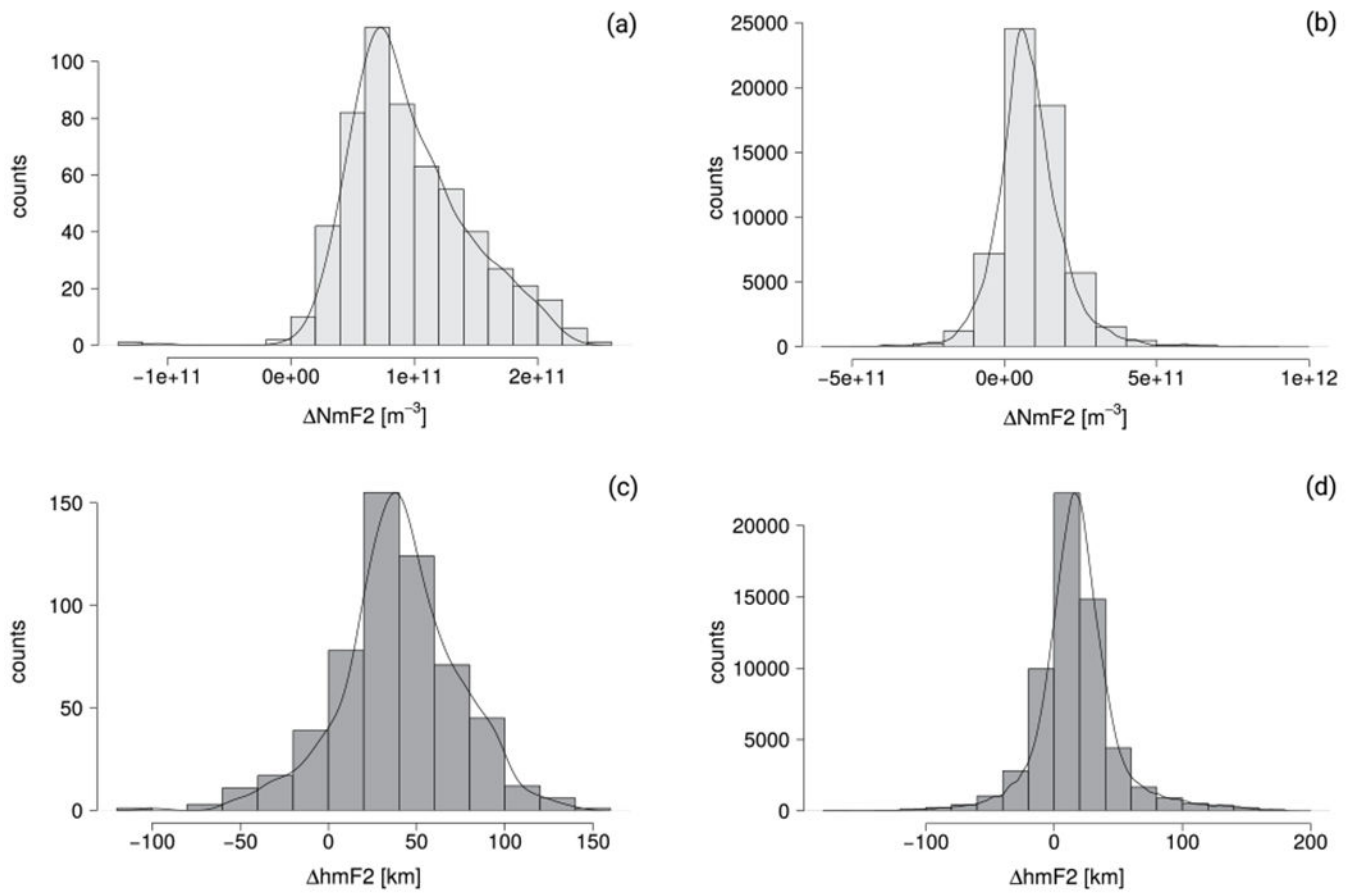 (a)
counts
100
80
60
40
20
0
−1e+11 0e+00 1e+11 2e+11
ΔNmF2 [m⁻³]
(b)
counts
25000
20000
15000
10000
5000
0
−5e+11 0e+00 5e+11 1e+12
ΔNmF2 [m⁻³]
(c)
counts
150
100
50
0
−100 −50 0 50 100 150
ΔhmF2 [km]
(d)
counts
20000
15000
10000
5000
0
−100 0 100 200
ΔhmF2 [km]